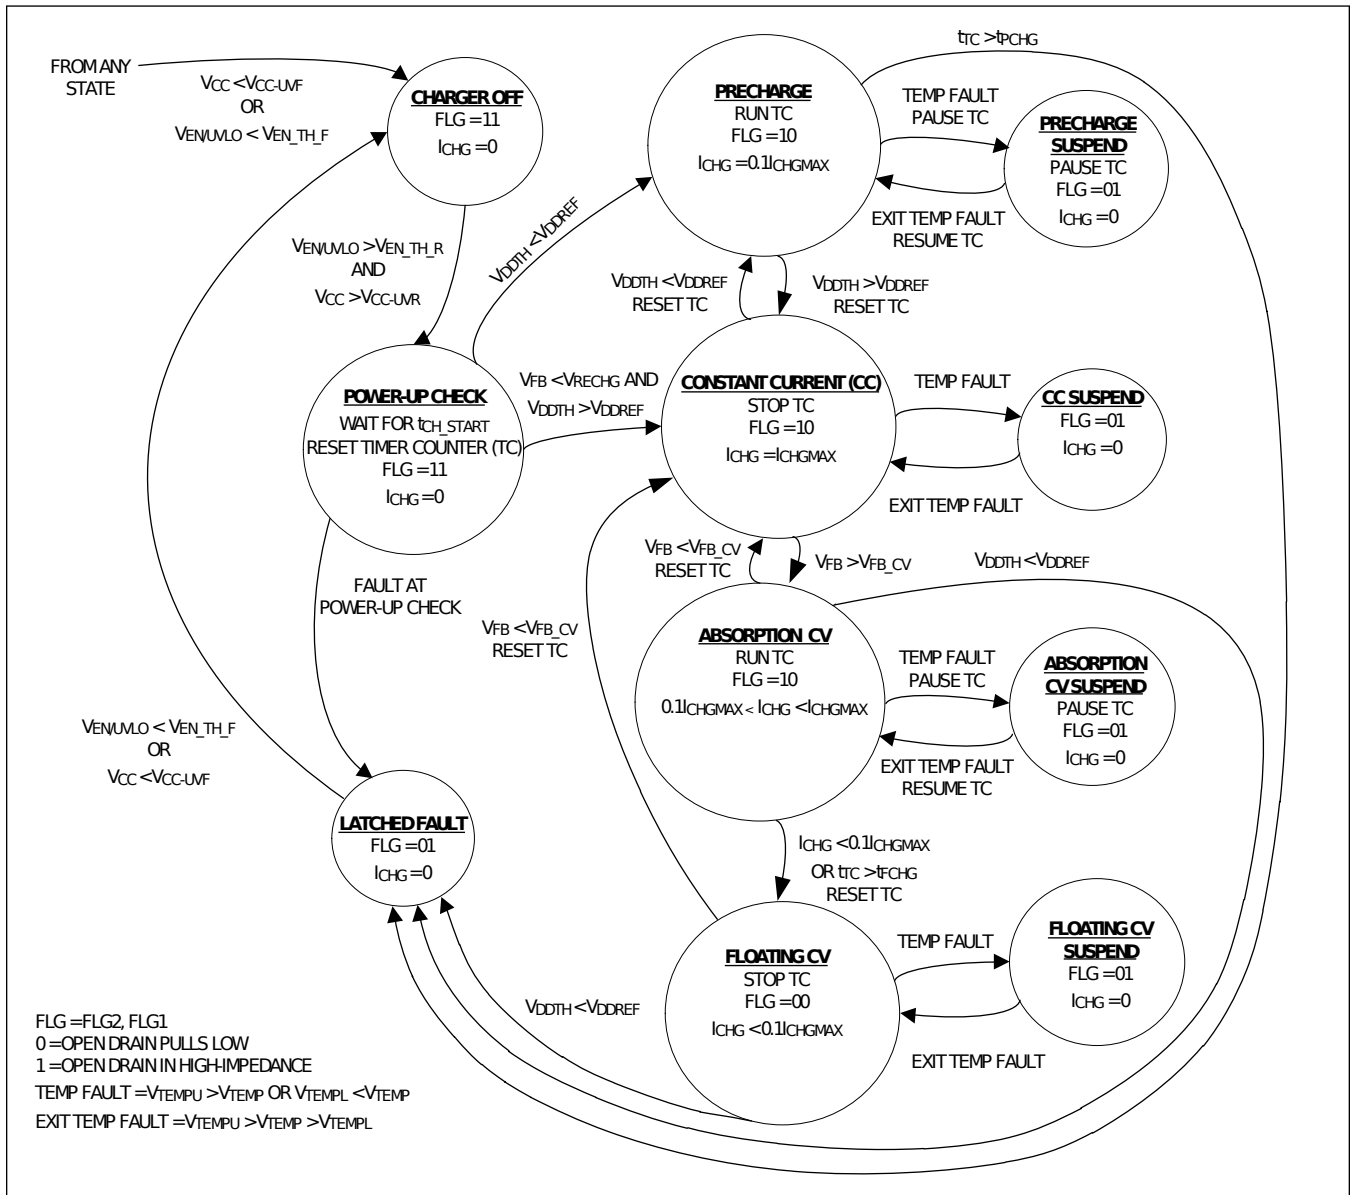 FROM ANY
STATE
VCC < VCC-UVF
OR
VEN/UVLO < VEN_TH_F
CHARGER OFF
FLG = 11
ICHG = 0
VEN/UVLO > VEN_TH_R
AND
VCC > VCC-UVR
POWER-UP CHECK
WAIT FOR tCH_START
RESET TIMER COUNTER (TC)
FLG = 11
ICHG = 0
FAULT AT
POWER-UP CHECK
VEN/UVLO < VEN_TH_F
OR
VCC < VCC-UVF
LATCHED FAULT
FLG = 01
ICHG = 0
VDDTH < VDDREF
VFB < VRECHG AND
VDDTH > VDDREF
PRECHARGE
RUN TC
FLG = 10
ICHG = 0.1ICHGMAX
tTC > tPCHG
TEMP FAULT
PAUSE TC
EXIT TEMP FAULT
RESUME TC
PRECHARGE
SUSPEND
PAUSE TC
FLG = 01
ICHG = 0
VDDTH < VDDREF
RESET TC
VDDTH > VDDREF
RESET TC
CONSTANT CURRENT (CC)
STOP TC
FLG = 10
ICHG = ICHGMAX
TEMP FAULT
EXIT TEMP FAULT
CC SUSPEND
FLG = 01
ICHG = 0
VFB < VFB_CV
RESET TC
VFB > VFB_CV
VDDTH < VDDREF
VFB < VFB_CV
RESET TC
ABSORPTION CV
RUN TC
FLG = 10
0.1ICHGMAX < ICHG < ICHGMAX
TEMP FAULT
PAUSE TC
EXIT TEMP FAULT
RESUME TC
ABSORPTION
CV SUSPEND
PAUSE TC
FLG = 01
ICHG = 0
ICHG < 0.1ICHGMAX
OR tTC > tFCHG
RESET TC
FLOATING CV
STOP TC
FLG = 00
ICHG < 0.1ICHGMAX
VDDTH < VDDREF
TEMP FAULT
EXIT TEMP FAULT
FLOATING CV
SUSPEND
FLG = 01
ICHG = 0
FLG = FLG2, FLG1
0 = OPEN DRAIN PULLS LOW
1 = OPEN DRAIN IN HIGH-IMPEDANCE
TEMP FAULT = VTEMPU > VTEMP OR VTEMPL < VTEMP
EXIT TEMP FAULT = VTEMPU > VTEMP > VTEMPL